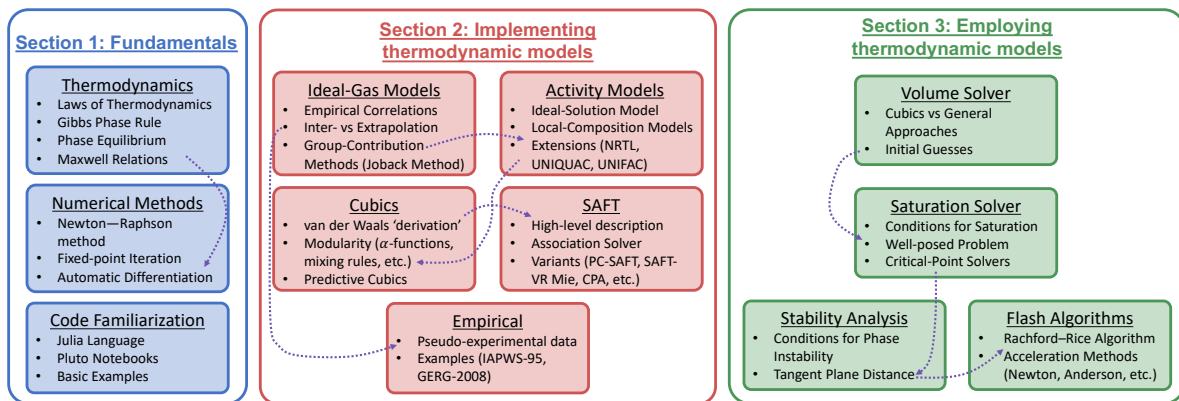 Section 1: Fundamentals
Thermodynamics
• Laws of Thermodynamics
• Gibbs Phase Rule
• Phase Equilibrium
• Maxwell Relations
Numerical Methods
• Newton—Raphson
method
• Fixed-point Iteration
• Automatic Differentiation
Code Familiarization
• Julia Language
• Pluto Notebooks
• Basic Examples
Section 2: Implementing
thermodynamic models
Ideal-Gas Models
• Empirical Correlations
• Inter- vs Extrapolation
• Group-Contribution
Methods (Joback Method)
Activity Models
• Ideal-Solution Model
• Local-Composition Models
• Extensions (NRTL,
UNIQUAC, UNIFAC)
Cubics
• van der Waals ‘derivation’
• Modularity (α-functions,
mixing rules, etc.)
• Predictive Cubics
SAFT
• High-level description
• Association Solver
• Variants (PC-SAFT, SAFT-
VR Mie, CPA, etc.)
Empirical
• Pseudo-experimental data
• Examples (IAPWS-95,
GERG-2008)
Section 3: Employing
thermodynamic models
Volume Solver
• Cubics vs General
Approaches
• Initial Guesses
Saturation Solver
• Conditions for Saturation
• Well-posed Problem
• Critical-Point Solvers
Stability Analysis
• Conditions for Phase
Instability
• Tangent Plane Distance
Flash Algorithms
• Rachford–Rice Algorithm
• Acceleration Methods
(Newton, Anderson, etc.)